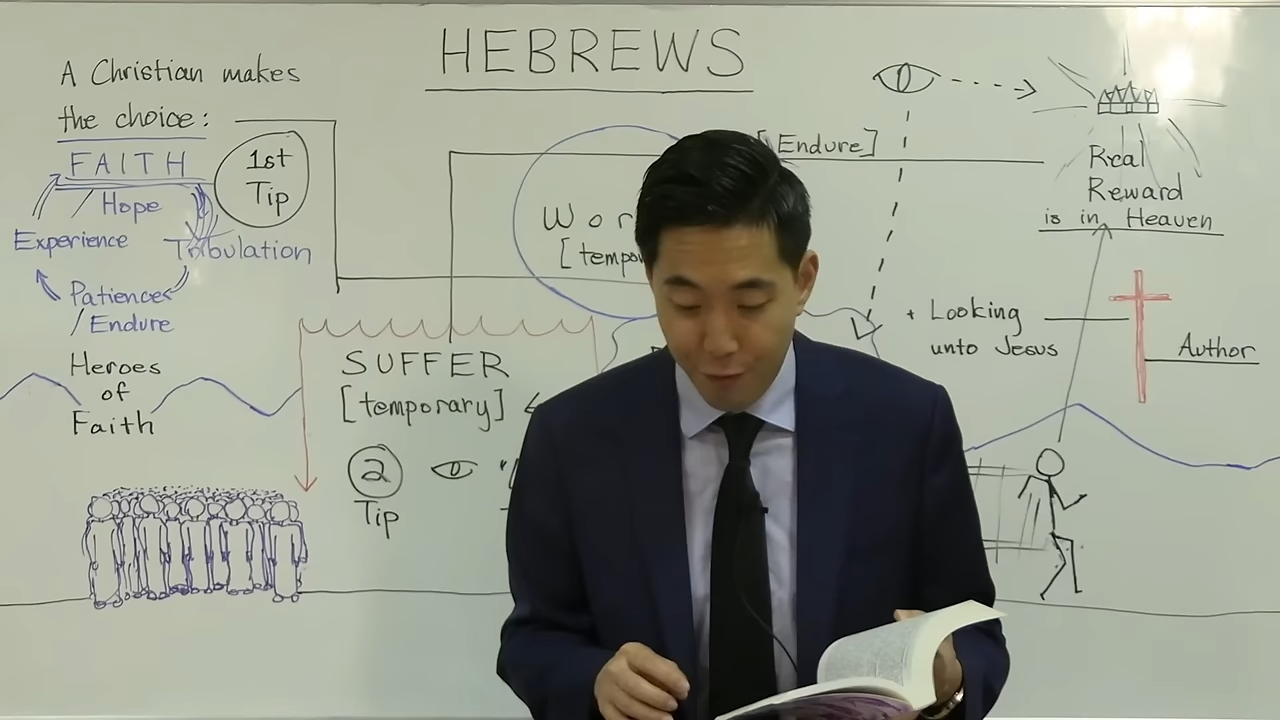 HEBREWS
A Christian makes
the choice:
FAITH
/ Hope
Experience
Tribulation
Patience
/ Endure
1st
Tip
Heroes
of
Faith
SUFFER
[temporary]
2
Tip
[Endure]
Real
Reward
is in Heaven
+ Looking
unto Jesus
Author